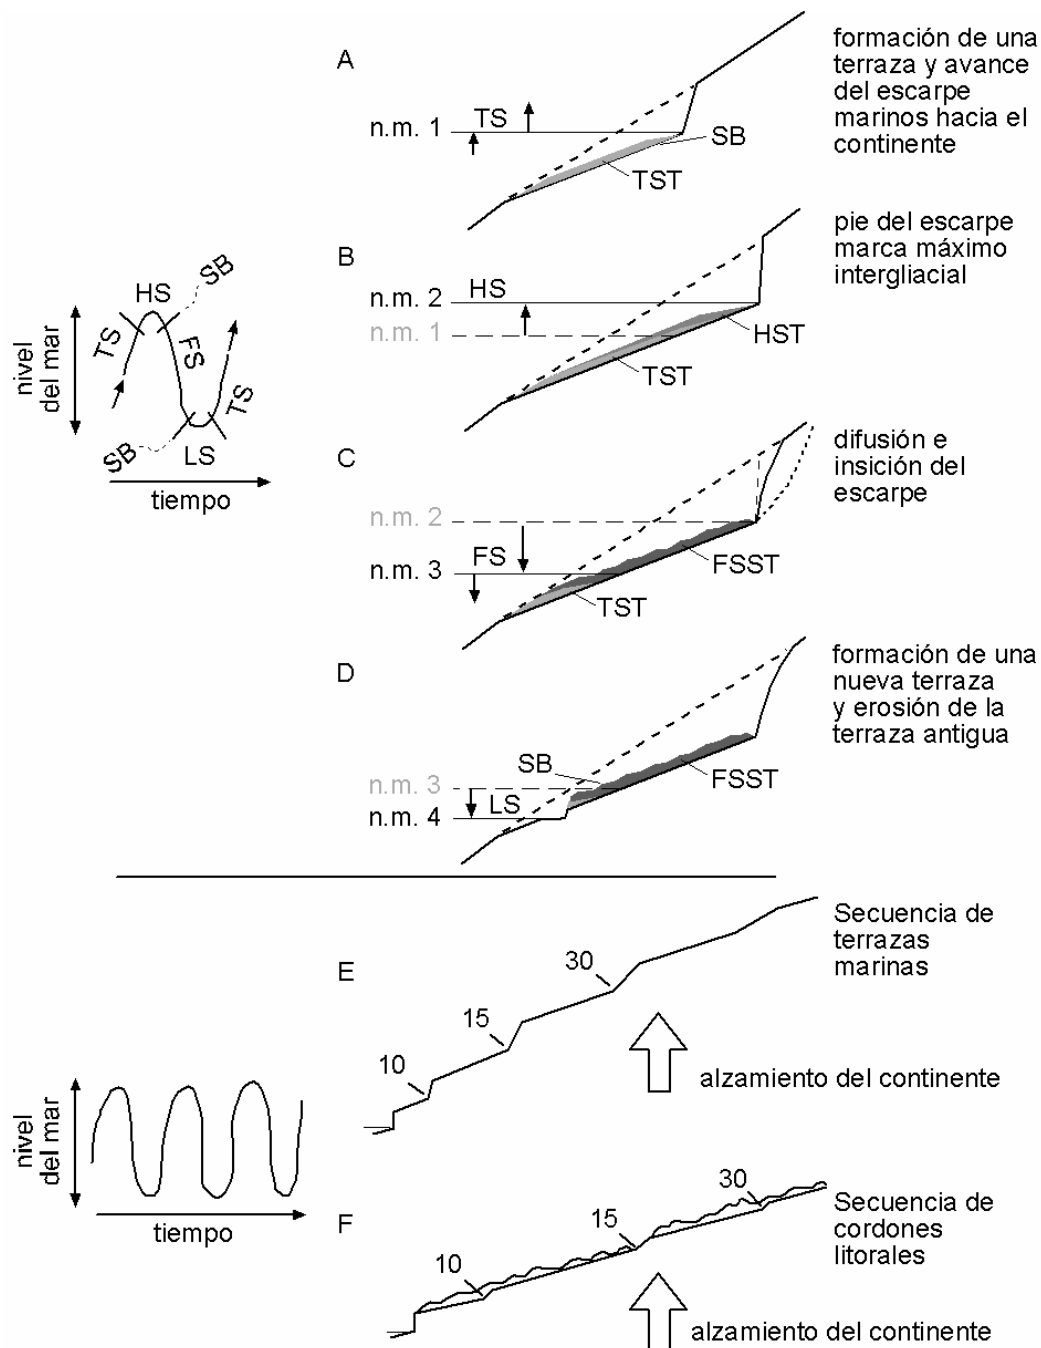 A
formación de una
terraza y avance
del escarpe
marinos hacia el
continente
n.m. 1
TS
SB
TST
B
pie del escarpe
marca máximo
intergliacial
n.m. 2
HS
n.m. 1
HST
TST
nivel
del mar
TS
HS
SB
FS
TS
SB
LS
tiempo
C
difusión e
insición del
escarpe
n.m. 2
FS
n.m. 3
FSST
TST
D
formación de una
nueva terraza
y erosión de la
terraza antigua
SB
n.m. 3
LS
n.m. 4
FSST
E
Secuencia de
terrazas
marinas
30
15
10
alzamiento del continente
nivel
del mar
tiempo
F
Secuencia de
cordones
litorales
30
15
10
alzamiento del continente